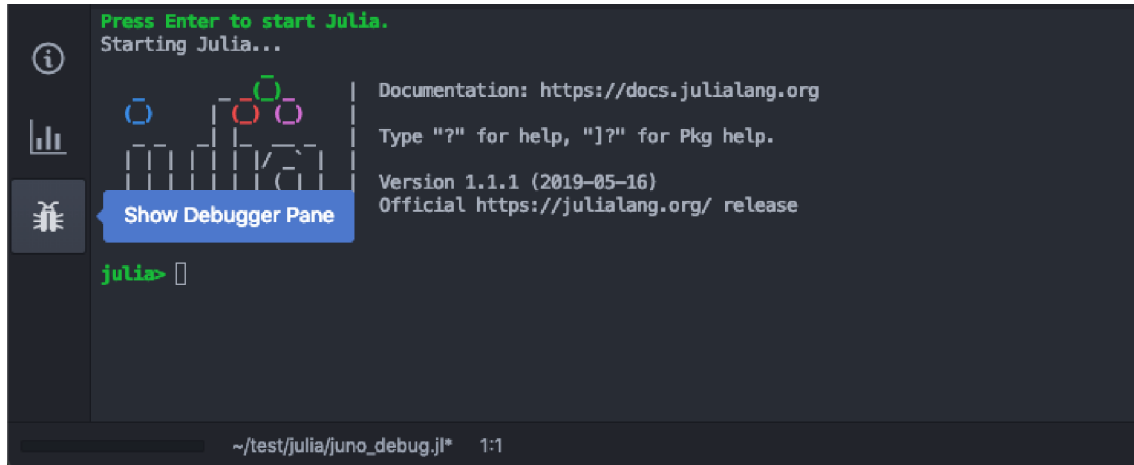 Press Enter to start Julia.
Starting Julia...
Documentation: https://docs.julialang.org
Type "?" for help, "]?" for Pkg help.
Version 1.1.1 (2019-05-16)
Official https://julialang.org/ release
Show Debugger Pane
julia>
~/test/julia/juno_debug.jl* 1:1